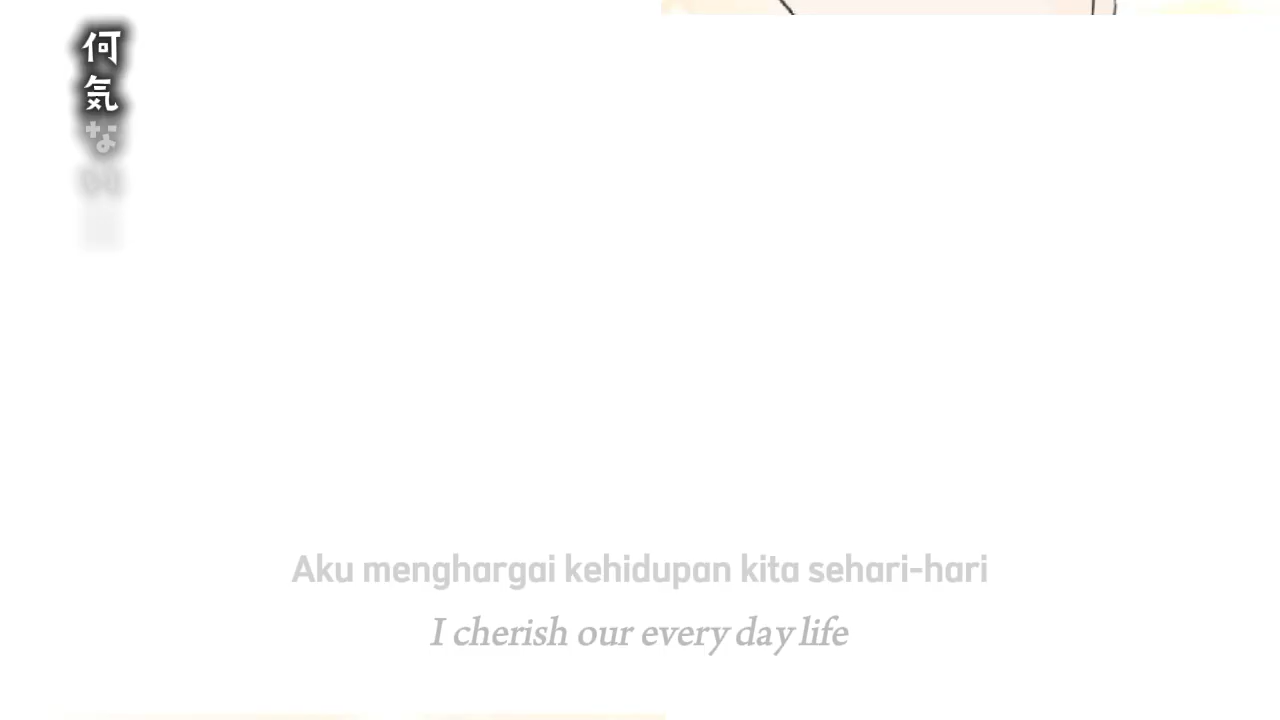 何気な
Aku menghargai kehidupan kita sehari-hari
I cherish our every day life